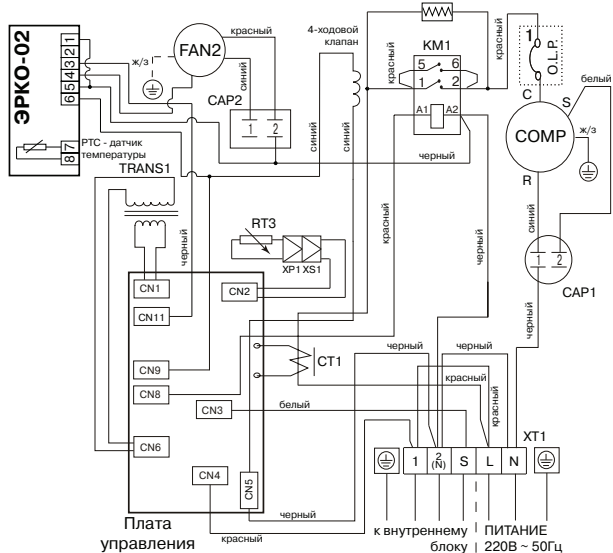 ЭРКО-02
1
2
3
4
5
6
7
8
РТС - датчик
температуры
ж/з
FAN2
красный
синий
CAP2
1 2
4-ходовой
клапан
синий
синий
красный
KM1
5 6
1 2
A1 A2
красный
красный
черный
красный
черный
1
O.L.P.
C
S
белый
COMP
ж/з
R
синий
1 2
CAP1
черный
TRANS1
черный
RT3
XP1 XS1
CN1
CN2
CN11
CN9
CN8
CN3
CN6
CN4
CN5
CT1
белый
черный
черный
красный
красный
XT1
1 2
(N) S L N
черный
красный
Плата
управления
к внутреннему
блоку
ПИТАНИЕ
220В ~ 50Гц